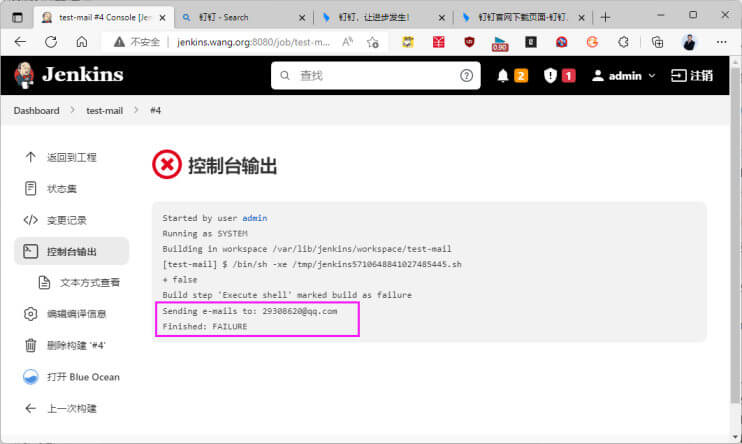 test-mail #4 Console [Jen
钉钉 - Search
钉钉，让进步发生！
钉钉官网下载页面-钉钉.
不安全 jenkins.wang.org:8080/job/test-m...
0.90
Jenkins
查找
2
1
admin
注销
Dashboard > test-mail > #4
返回到工程
状态集
变更记录
控制台输出
文本方式查看
编辑编译信息
删除构建 '#4'
打开 Blue Ocean
上一次构建
控制台输出
Started by user admin
Running as SYSTEM
Building in workspace /var/lib/jenkins/workspace/test-mail
[test-mail] $ /bin/sh -xe /tmp/jenkins5710648841027485445.sh
+ false
Build step 'Execute shell' marked build as failure
Sending e-mails to: 29308620@qq.com
Finished: FAILURE